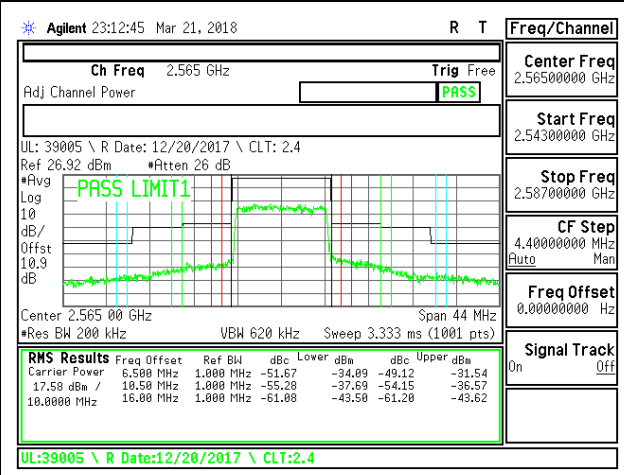 Agilent 23:12:45 Mar 21, 2018 R T
Freq/Channel
Ch Freq 2.565 GHz Trig Free
Adj Channel Power PASS
UL: 39005 \ R Date: 12/20/2017 \ CLT: 2.4
Ref 26.92 dBm #Atten 26 dB
#Avg
Log
10
dB/
Offst
10.9
dB
PASS LIMIT1
Center 2.565 00 GHz Span 44 MHz
#Res BW 200 kHz VBW 620 kHz Sweep 3.333 ms (1001 pts)
RMS Results Freq Offset Ref BW dBc Lower dBm dBc Upper dBm
Carrier Power 6.500 MHz 1.000 MHz -51.67 -34.09 -49.12 -31.54
17.58 dBm / 10.50 MHz 1.000 MHz -55.28 -37.69 -54.15 -36.57
10.0000 MHz 16.00 MHz 1.000 MHz -61.08 -43.50 -61.20 -43.62
UL:39005 \ R Date:12/20/2017 \ CLT:2.4
Center Freq
2.56500000 GHz
Start Freq
2.54300000 GHz
Stop Freq
2.58700000 GHz
CF Step
4.40000000 MHz
Auto Man
Freq Offset
0.00000000 Hz
Signal Track
On Off